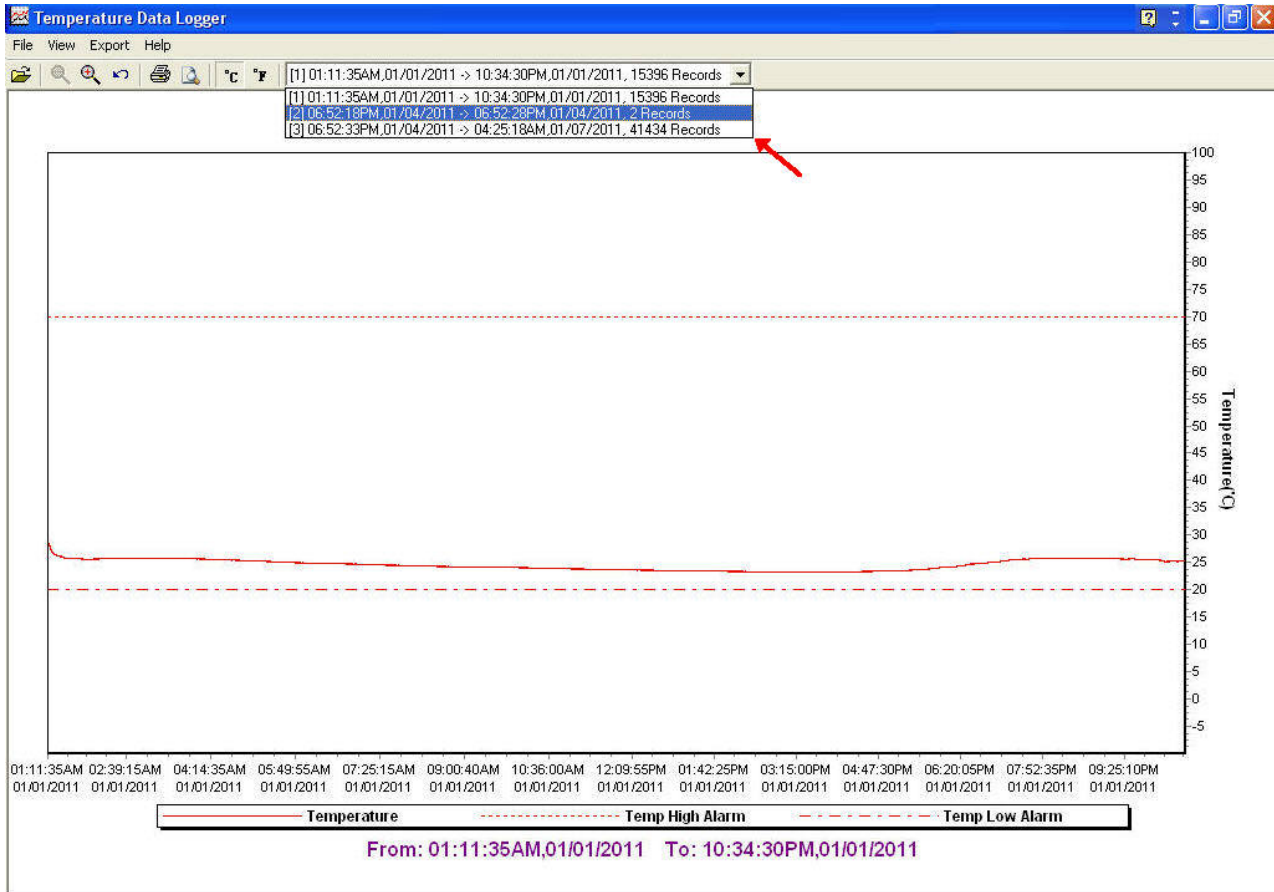 Temperature Data Logger
File View Export Help
°C °F [1] 01:11:35AM,01/01/2011 -> 10:34:30PM,01/01/2011, 15396 Records
[1] 01:11:35AM,01/01/2011 -> 10:34:30PM,01/01/2011, 15396 Records
[2] 06:52:18PM,01/04/2011 -> 06:52:28PM,01/04/2011, 2 Records
[3] 06:52:33PM,01/04/2011 -> 04:25:18AM,01/07/2011, 41434 Records
100
95
90
85
80
75
70
65
60
55
50
45
40
35
30
25
20
15
10
5
0
-5
Temperature(°C)
01:11:35AM 02:39:15AM 04:14:35AM 05:49:55AM 07:25:15AM 09:00:40AM 10:36:00AM 12:09:55PM 01:42:25PM 03:15:00PM 04:47:30PM 06:20:05PM 07:52:35PM 09:25:10PM
01/01/2011 01/01/2011 01/01/2011 01/01/2011 01/01/2011 01/01/2011 01/01/2011 01/01/2011 01/01/2011 01/01/2011 01/01/2011 01/01/2011 01/01/2011 01/01/2011
Temperature Temp High Alarm Temp Low Alarm
From: 01:11:35AM,01/01/2011 To: 10:34:30PM,01/01/2011